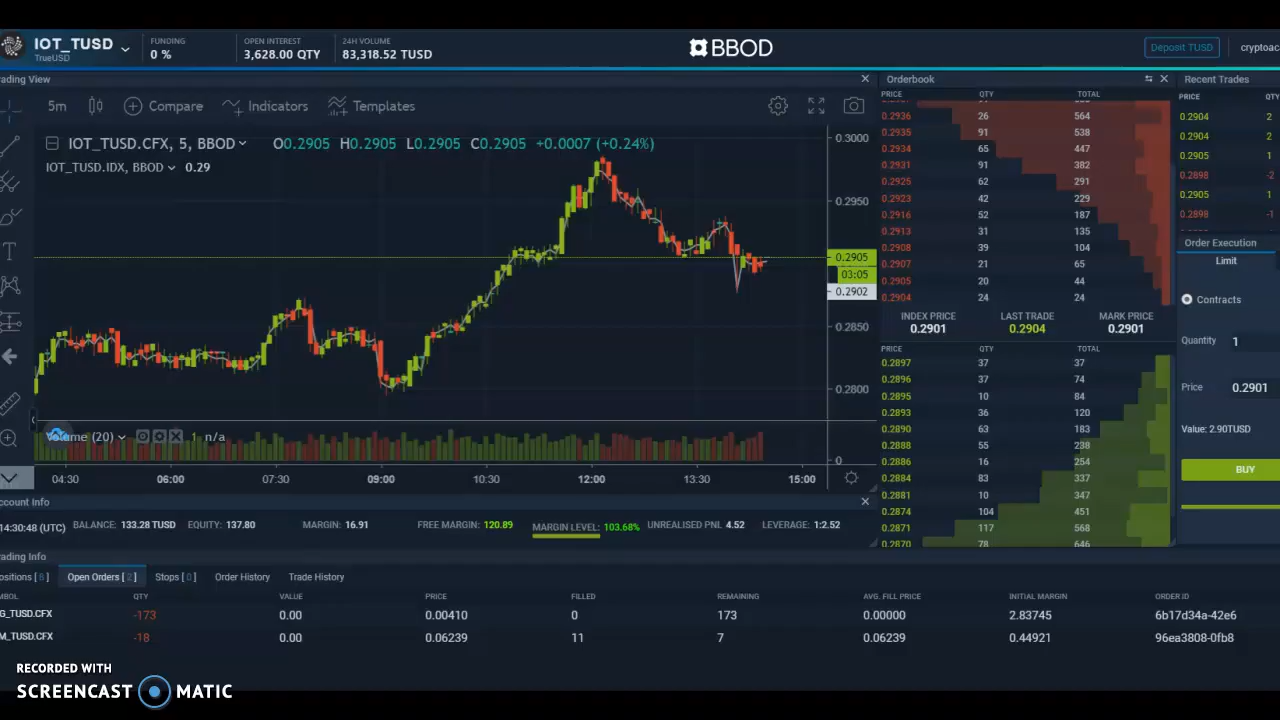 IOT_TUSD
TrueUSD
FUNDING
0 %
OPEN INTEREST
3,628.00 QTY
24H VOLUME
83,318.52 TUSD
BBOD
Deposit TUSD
cryptoac
rading View
5m
Compare
Indicators
Templates
IOT_TUSD.CFX, 5, BBOD
O0.2905 H0.2905 L0.2905 C0.2905 +0.0007 (+0.24%)
IOT_TUSD.IDX, BBOD 0.29
0.3000
0.2950
0.2905
03:05
0.2902
0.2850
0.2800
0
Volume (20) 1 n/a
04:30 06:00 07:30 09:00 10:30 12:00 13:30 15:00
Orderbook
PRICE QTY TOTAL
0.2936 26 564
0.2935 91 538
0.2934 65 447
0.2931 91 382
0.2925 62 291
0.2923 42 229
0.2916 52 187
0.2913 31 135
0.2908 39 104
0.2907 21 65
0.2905 20 44
0.2904 24 24
INDEX PRICE LAST TRADE MARK PRICE
0.2901 0.2904 0.2901
PRICE QTY TOTAL
0.2897 37 37
0.2896 37 74
0.2895 10 84
0.2893 36 120
0.2890 63 183
0.2888 55 238
0.2886 16 254
0.2884 83 337
0.2881 10 347
0.2874 104 451
0.2871 117 568
0.2870 78 646
Recent Trades
PRICE QT
0.2904 2
0.2904 2
0.2905 1
0.2898 -2
0.2905 1
0.2898 -1
Order Execution
Limit
Contracts
Quantity 1
Price 0.2901
Value: 2.90TUSD
BUY
ccount Info
14:30:48 (UTC) BALANCE: 133.28 TUSD EQUITY: 137.80 MARGIN: 16.91 FREE MARGIN: 120.89 MARGIN LEVEL: 103.68% UNREALISED PNL 4.52 LEVERAGE: 1:2.52
rading Info
ositions [ 8 ] Open Orders [ 2 ] Stops [ 0 ] Order History Trade History
MBOL QTY VALUE PRICE FILLED REMAINING AVG. FILL PRICE INITIAL MARGIN ORDER ID
G_TUSD.CFX -173 0.00 0.00410 0 173 0.00000 2.83745 6b17d34a-42e6
M_TUSD.CFX -18 0.00 0.06239 11 7 0.06239 0.44921 96ea3808-0fb8
RECORDED WITH
SCREENCAST MATIC